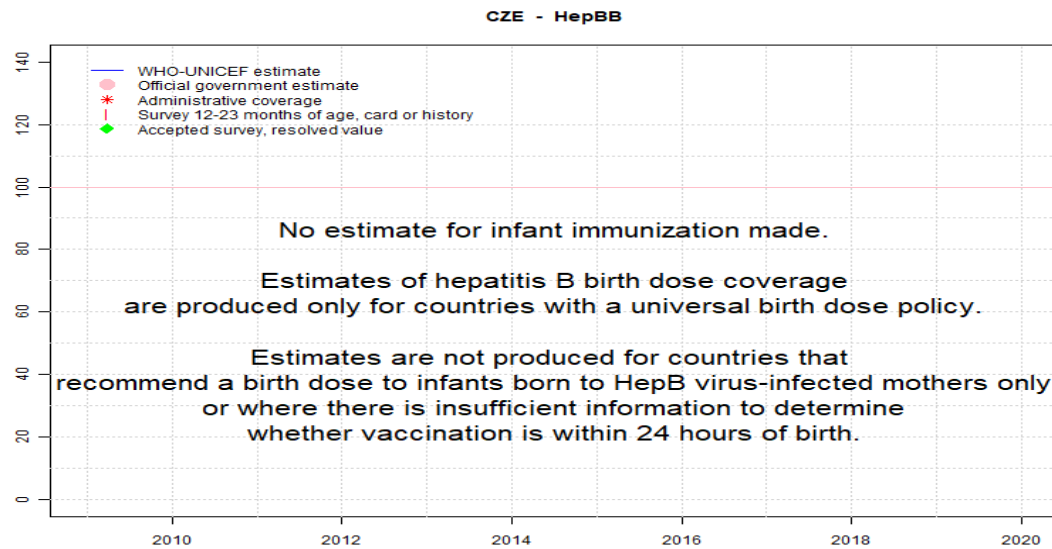 CZE - HepBB
WHO-UNICEF estimate
Official government estimate
Administrative coverage
Survey 12-23 months of age, card or history
Accepted survey, resolved value
140
120
100
80
60
40
20
0
No estimate for infant immunization made.
Estimates of hepatitis B birth dose coverage
are produced only for countries with a universal birth dose policy.
Estimates are not produced for countries that
recommend a birth dose to infants born to HepB virus-infected mothers only
or where there is insufficient information to determine
whether vaccination is within 24 hours of birth.
2010 2012 2014 2016 2018 2020